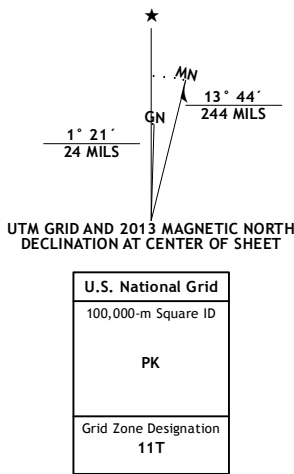 ★
MN
GN
1° 21´
24 MILS
13° 44´
244 MILS
UTM GRID AND 2013 MAGNETIC NORTH
DECLINATION AT CENTER OF SHEET
U.S. National Grid
100,000-m Square ID
PK
Grid Zone Designation
11T